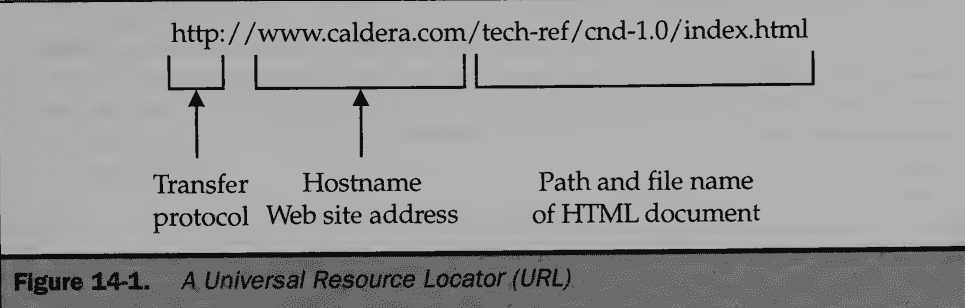 http://www.caldera.com/tech-ref/cnd-1.0/index.html
Transfer protocol
Hostname
Web site address
Path and file name
of HTML document
Figure 14-1. A Universal Resource Locator (URL)